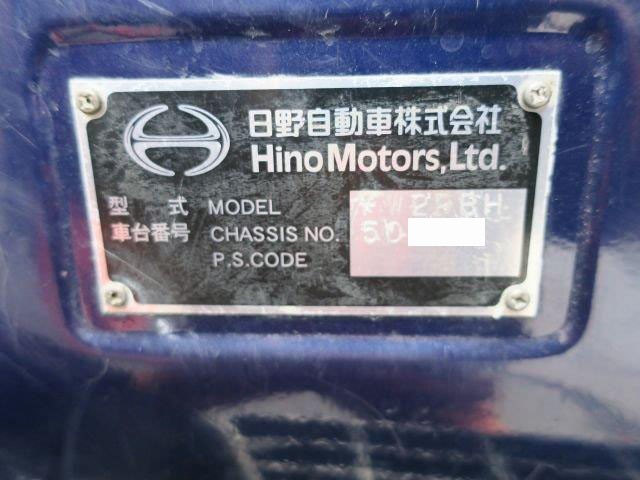 日野自動車株式会社
Hino Motors, Ltd.
型式 MODEL
車台番号 CHASSIS NO. 50
P.S.CODE